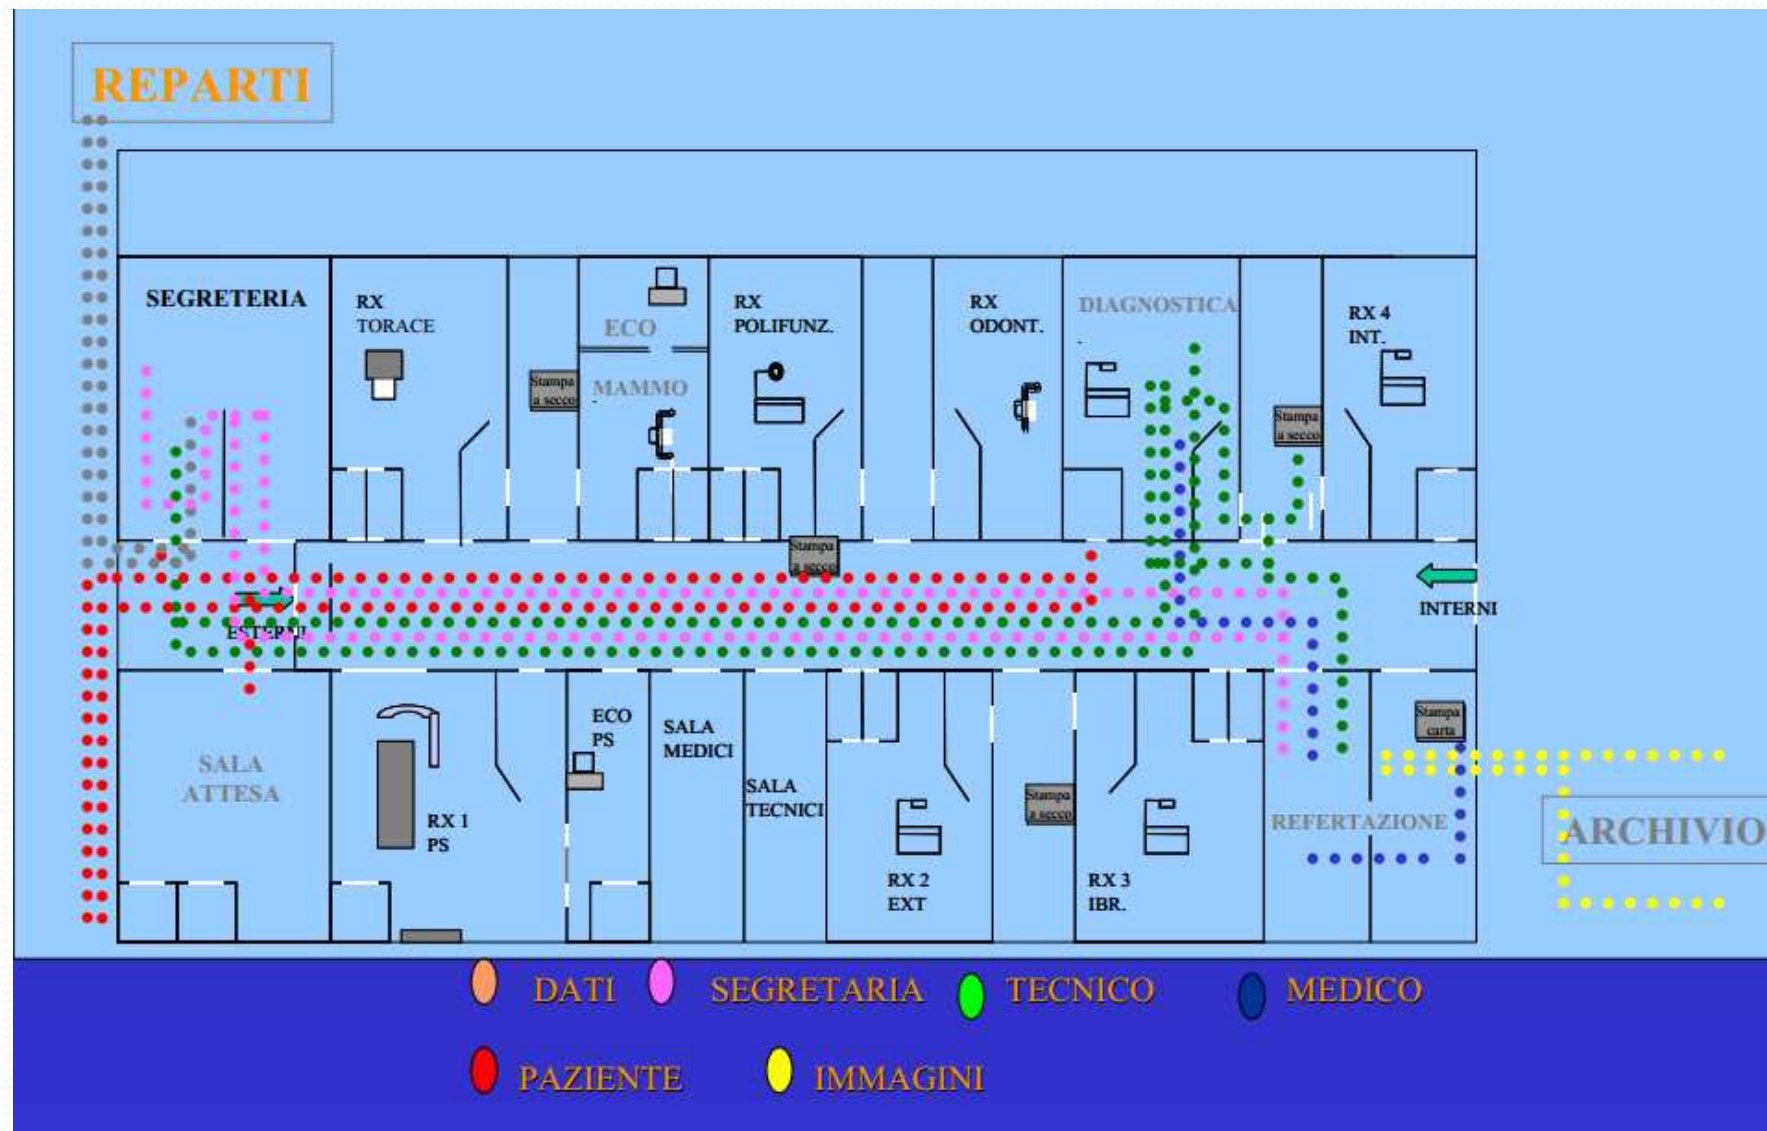 REPARTI
SEGRETERIA
RX
TORACE
Stampa
a secco
ECO
MAMMO
RX
POLIFUNZ.
RX
ODONT.
DIAGNOSTICA
Stampa
a secco
RX 4
INT.
Stampa
a secco
ESTERNI
INTERNI
SALA
ATTESA
RX 1
PS
ECO
PS
SALA
MEDICI
SALA
TECNICI
RX 2
EXT
Stampa
a secco
RX 3
IBR.
REFERTAZIONE
Stampa
carta
ARCHIVIO
DATI
SEGRETARIA
TECNICO
MEDICO
PAZIENTE
IMMAGINI